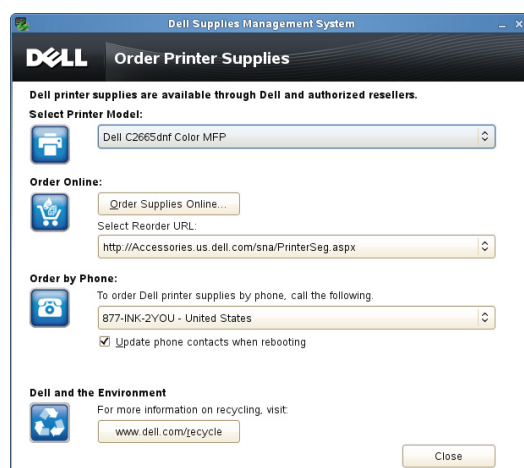 Dell Supplies Management System
DELL Order Printer Supplies
Dell printer supplies are available through Dell and authorized resellers.
Select Printer Model:
Dell C2665dnf Color MFP
Order Online:
Order Supplies Online...
Select Reorder URL:
http://Accessories.us.dell.com/sna/PrinterSeg.aspx
Order by Phone:
To order Dell printer supplies by phone, call the following.
877-INK-2YOU - United States
Update phone contacts when rebooting
Dell and the Environment
For more information on recycling, visit:
www.dell.com/recycle
Close